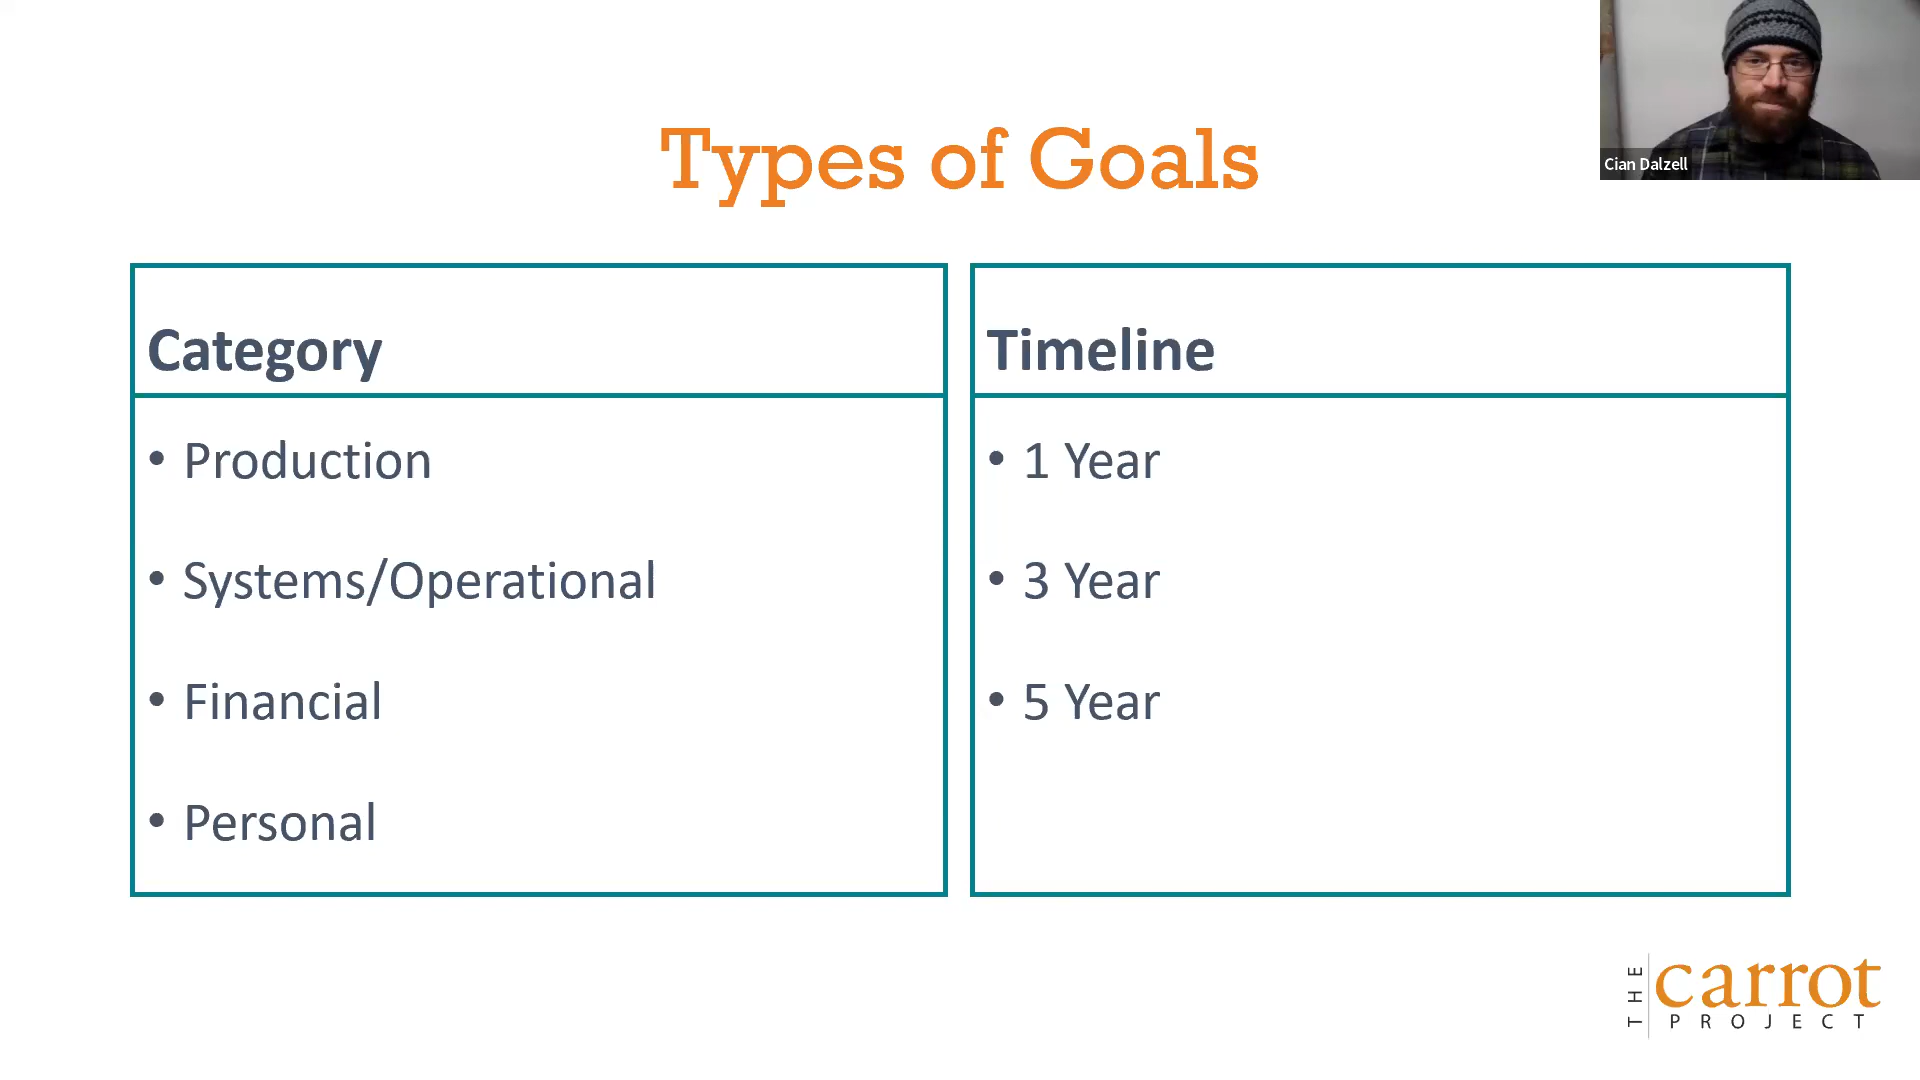 Types of Goals
Cian Dalzell
Category
• Production
• Systems/Operational
• Financial
• Personal
Timeline
• 1 Year
• 3 Year
• 5 Year
THE
carrot
PROJECT